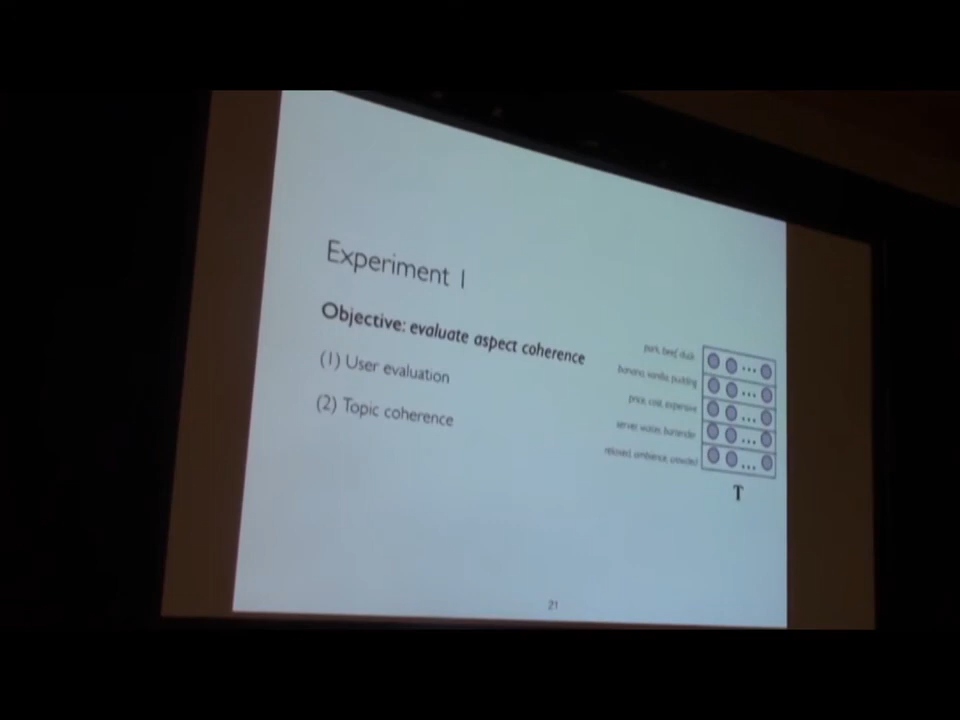 Experiment 1
Objective: evaluate aspect coherence
(1) User evaluation
(2) Topic coherence
pork, beef, duck
banana, vanilla, pudding
price, cost, expensive
server, waiter, bartender
relaxed, ambience, crowded
T
21